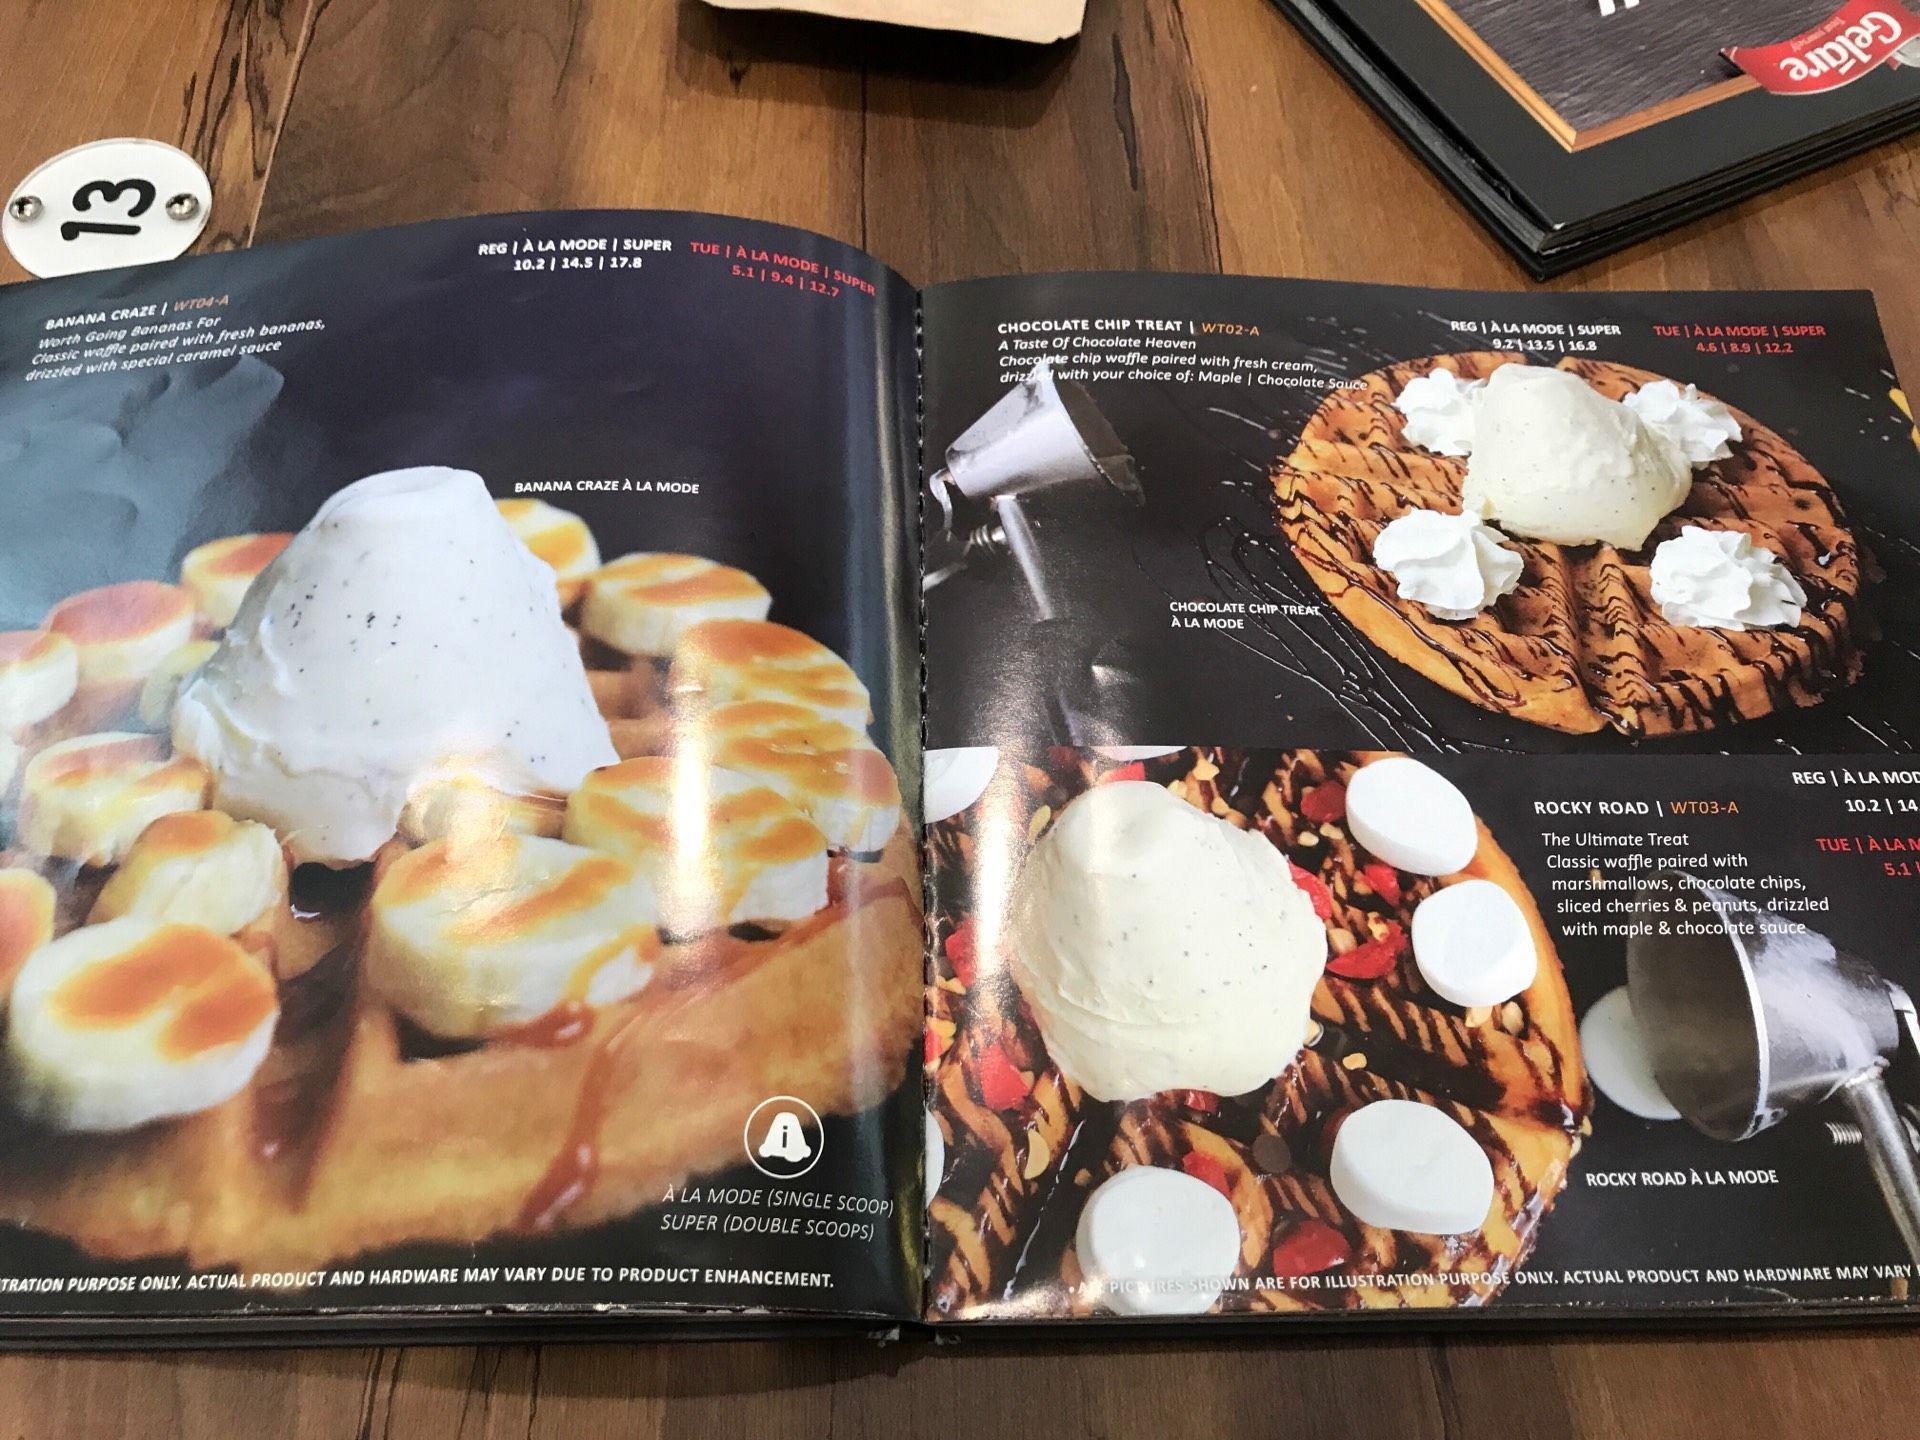 Gelāre
13
REG | À LA MODE | SUPER
10.2 | 14.5 | 17.8
TUE | À LA MODE | SUPER
5.1 | 9.4 | 12.7
BANANA CRAZE | WT04-A
Worth Going Bananas For
Classic waffle paired with fresh bananas,
drizzled with special caramel sauce
BANANA CRAZE À LA MODE
i
À LA MODE (SINGLE SCOOP)
SUPER (DOUBLE SCOOPS)
PURPOSE ONLY. ACTUAL PRODUCT AND HARDWARE MAY VARY DUE TO PRODUCT ENHANCEMENT.
CHOCOLATE CHIP TREAT | WT02-A
A Taste Of Chocolate Heaven
Chocolate chip waffle paired with fresh cream,
drizzled with your choice of: Maple | Chocolate Sauce
REG | À LA MODE | SUPER
9.2 | 13.5 | 16.8
TUE | À LA MODE | SUPER
4.6 | 8.9 | 12.2
CHOCOLATE CHIP TREAT
À LA MODE
ROCKY ROAD | WT03-A
The Ultimate Treat
Classic waffle paired with
marshmallows, chocolate chips,
sliced cherries & peanuts, drizzled
with maple & chocolate sauce
REG | À LA MOD
10.2 | 14.
TUE | À LA M
5.1 |
ROCKY ROAD À LA MODE
• ALL PICTURES SHOWN ARE FOR ILLUSTRATION PURPOSE ONLY. ACTUAL PRODUCT AND HARDWARE MAY VARY